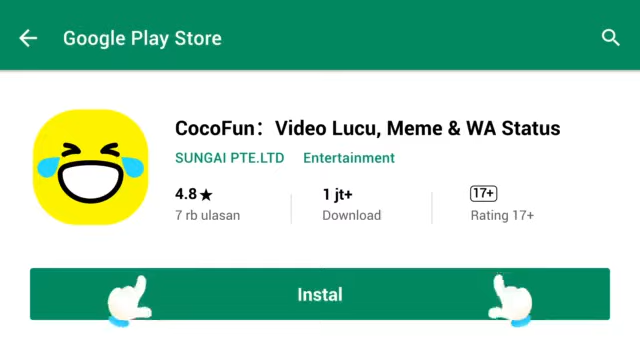 Google Play Store
CocoFun： Video Lucu, Meme & WA Status
SUNGAI PTE.LTD Entertainment
4.8★ 1 jt+ 17+
7 rb ulasan Download Rating 17+
Instal